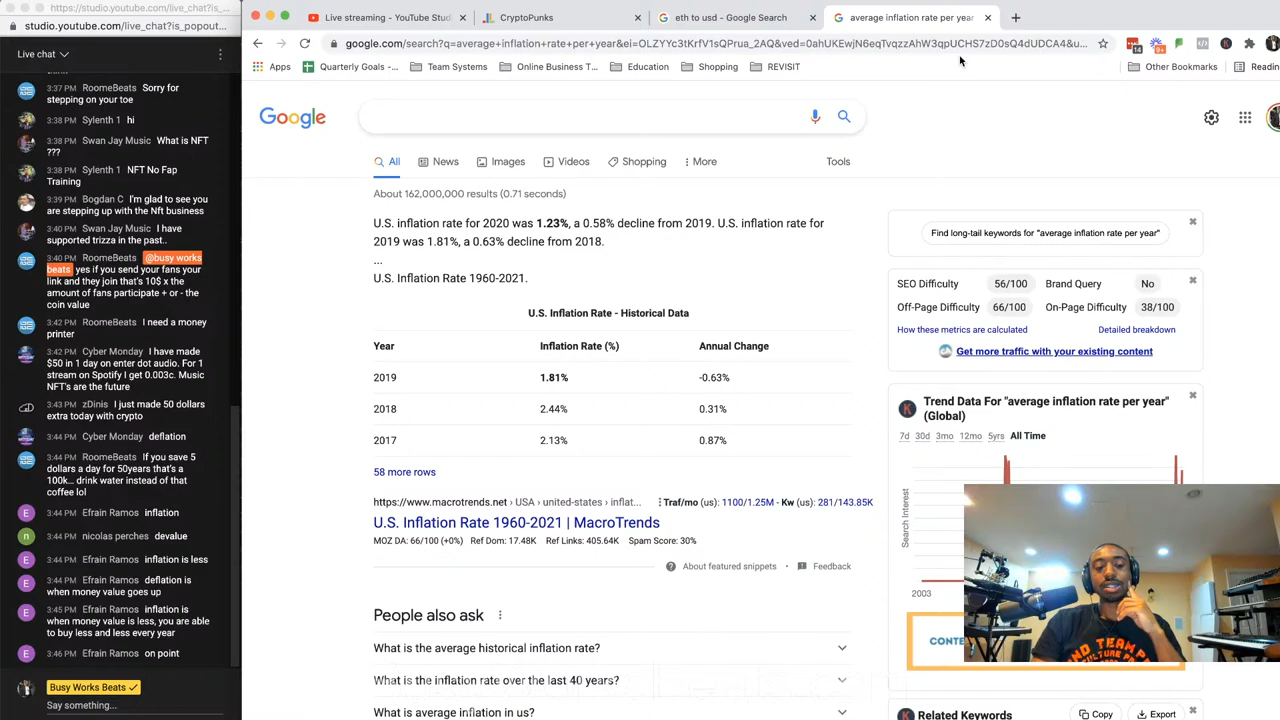 https://studio.youtube.com/live_chat?is_popout...
studio.youtube.com/live_chat?is_popout...
Live chat
3:37 PM RoomeBeats Sorry for
stepping on your toe
3:38 PM Sylenth 1 hi
3:38 PM Swan Jay Music What is NFT
???
3:38 PM Sylenth 1 NFT No Fap
Training
3:39 PM Bogdan C I'm glad to see you
are stepping up with the Nft business
3:40 PM Swan Jay Music I have
supported trizza in the past..
3:40 PM RoomeBeats @busy works
beats yes if you send your fans your
link and they join that's 10$ x the
amount of fans participate + or - the
coin value
3:42 PM RoomeBeats I need a money
printer
3:42 PM Cyber Monday I have made
$50 in 1 day on enter dot audio. For 1
stream on Spotify I get 0.003c. Music
NFT's are the future
3:43 PM zDinis I just made 50 dollars
extra today with crypto
3:44 PM Cyber Monday deflation
3:44 PM RoomeBeats If you save 5
dollars a day for 50years that's a
100k... drink water instead of that
coffee lol
3:44 PM Efrain Ramos inflation
3:44 PM nicolas perches devalue
3:44 PM Efrain Ramos inflation is less
3:44 PM Efrain Ramos deflation is
when money value goes up
3:45 PM Efrain Ramos inflation is
when money value is less, you are able
to buy less and less every year
3:46 PM Efrain Ramos on point
Busy Works Beats
Say something...
Live streaming - YouTube Stud
CryptoPunks
eth to usd - Google Search
average inflation rate per year
google.com/search?q=average+inflation+rate+per+year&ei=OLZYYc3tKrfV1sQPrua_2AQ&ved=0ahUKEwjN6eqTvqzzAhW3qpUCHS7zD0sQ4dUDCA4&u...
14
Apps
Quarterly Goals -...
Team Systems
Online Business T...
Education
Shopping
REVISIT
Other Bookmarks
Readin
Google
All
News
Images
Videos
Shopping
More
Tools
About 162,000,000 results (0.71 seconds)
U.S. inflation rate for 2020 was 1.23%, a 0.58% decline from 2019. U.S. inflation rate for
2019 was 1.81%, a 0.63% decline from 2018.
...
U.S. Inflation Rate 1960-2021.
U.S. Inflation Rate - Historical Data
Year Inflation Rate (%) Annual Change
2019 1.81% -0.63%
2018 2.44% 0.31%
2017 2.13% 0.87%
58 more rows
https://www.macrotrends.net › USA › united-states › inflat... Traf/mo (us): 1100/1.25M - Kw (us): 281/143.85K
U.S. Inflation Rate 1960-2021 | MacroTrends
MOZ DA: 66/100 (+0%) Ref Dom: 17.48K Ref Links: 405.64K Spam Score: 30%
About featured snippets • Feedback
People also ask
What is the average historical inflation rate?
What is the inflation rate over the last 40 years?
What is average inflation in us?
Find long-tail keywords for "average inflation rate per year"
SEO Difficulty 56/100 Brand Query No
Off-Page Difficulty 66/100 On-Page Difficulty 38/100
How these metrics are calculated Detailed breakdown
Get more traffic with your existing content
K
Trend Data For "average inflation rate per year"
(Global)
7d 30d 3mo 12mo 5yrs All Time
Search Interest
2003
CONTE
Related Keywords
Copy
Export